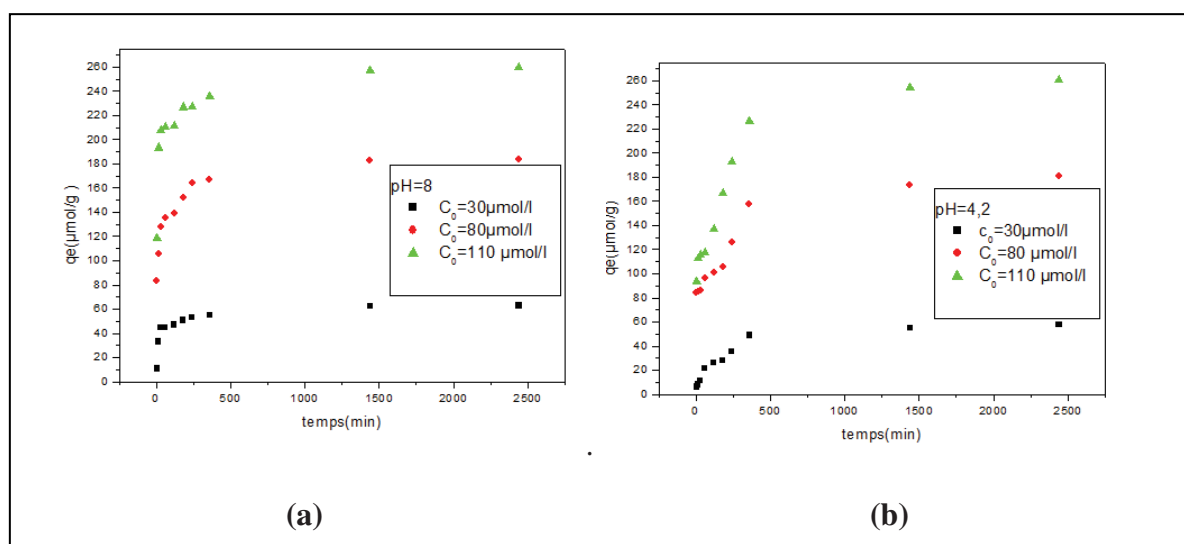 260
240
220
200
180
160
140
120
100
80
60
40
20
0
qe(µmol/g )
0
500
1000
1500
2000
2500
temps(min)
pH=8
C₀=30µmol/l
C₀=80µmol/l
C₀=110 µmol/l
(a)
260
240
220
200
180
160
140
120
100
80
60
40
20
0
qe(µmol/g)
0
500
1000
1500
2000
2500
temps(min)
pH=4,2
c₀=30µmol/l
C₀=80 µmol/l
C₀=110 µmol/l
.
(b)